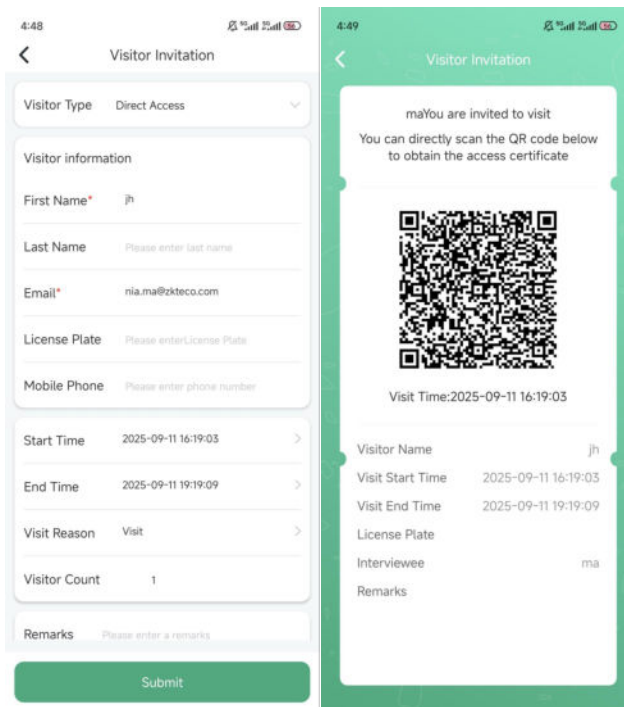 4:48
56
Visitor Invitation
Visitor Type Direct Access
Visitor information
First Name* jh
Last Name Please enter last name
Email* nia.ma@zkteco.com
License Plate Please enterLicense Plate
Mobile Phone Please enter phone number
Start Time 2025-09-11 16:19:03
End Time 2025-09-11 19:19:09
Visit Reason Visit
Visitor Count 1
Remarks Please enter a remarks
Submit
4:49
Visitor Invitation
maYou are invited to visit
You can directly scan the QR code below
to obtain the access certificate
Visit Time:2025-09-11 16:19:03
Visitor Name jh
Visit Start Time 2025-09-11 16:19:03
Visit End Time 2025-09-11 19:19:09
License Plate
Interviewee ma
Remarks